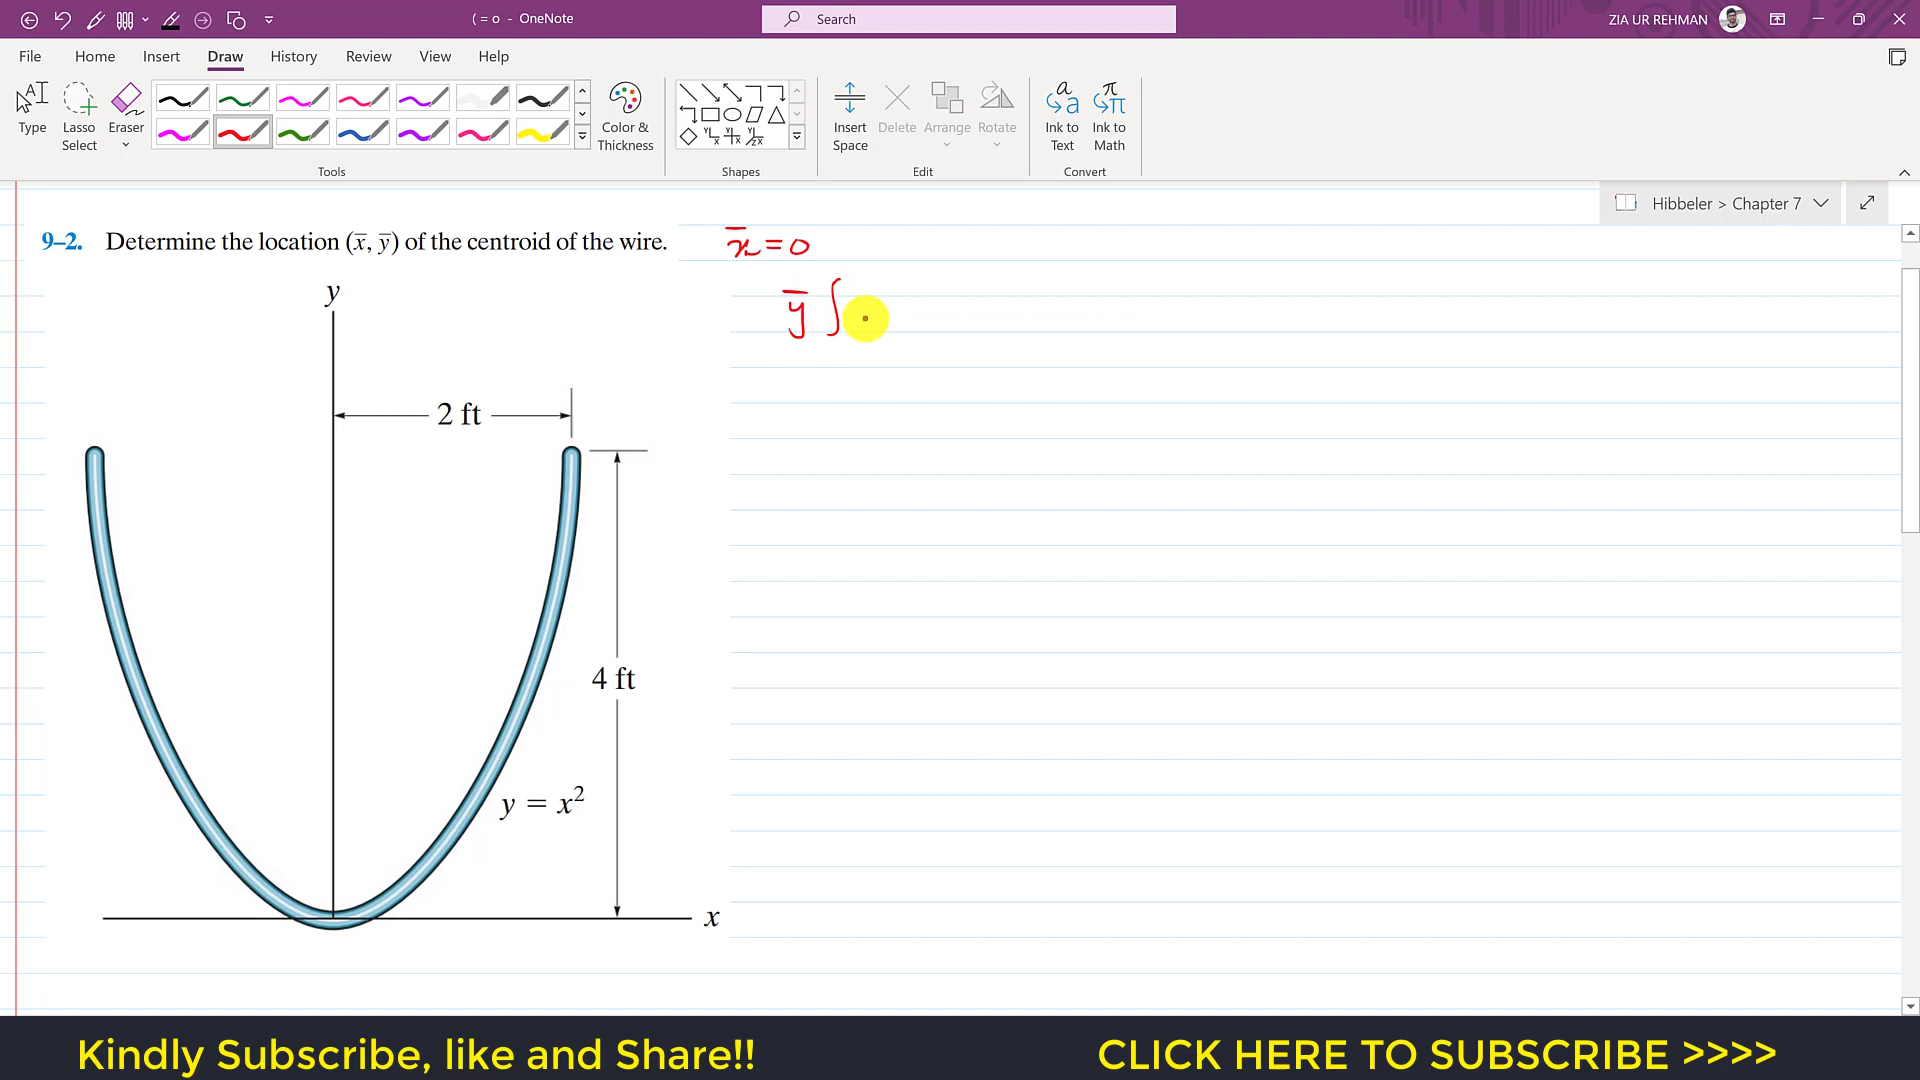 ( = o - OneNote
Search
ZIA UR REHMAN
File Home Insert Draw History Review View Help
Type
Lasso Select
Eraser
Color & Thickness
Insert Space
Delete
Arrange
Rotate
Ink to Text
Ink to Math
Tools
Shapes
Edit
Convert
Hibbeler > Chapter 7
9–2. Determine the location (x̅, y̅) of the centroid of the wire.
x̅ = 0
y̅ ∫
y
2 ft
4 ft
y = x²
x
Kindly Subscribe, like and Share!!
CLICK HERE TO SUBSCRIBE >>>>